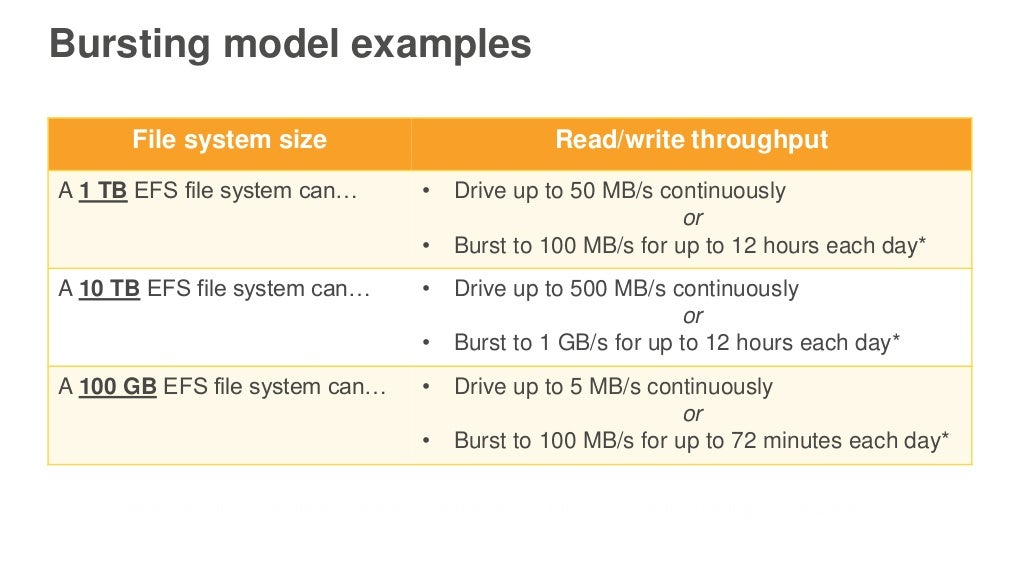 Bursting model examples
File system size
Read/write throughput
A 1 TB EFS file system can…
• Drive up to 50 MB/s continuously
or
• Burst to 100 MB/s for up to 12 hours each day*
A 10 TB EFS file system can…
• Drive up to 500 MB/s continuously
or
• Burst to 1 GB/s for up to 12 hours each day*
A 100 GB EFS file system can…
• Drive up to 5 MB/s continuously
or
• Burst to 100 MB/s for up to 72 minutes each day*